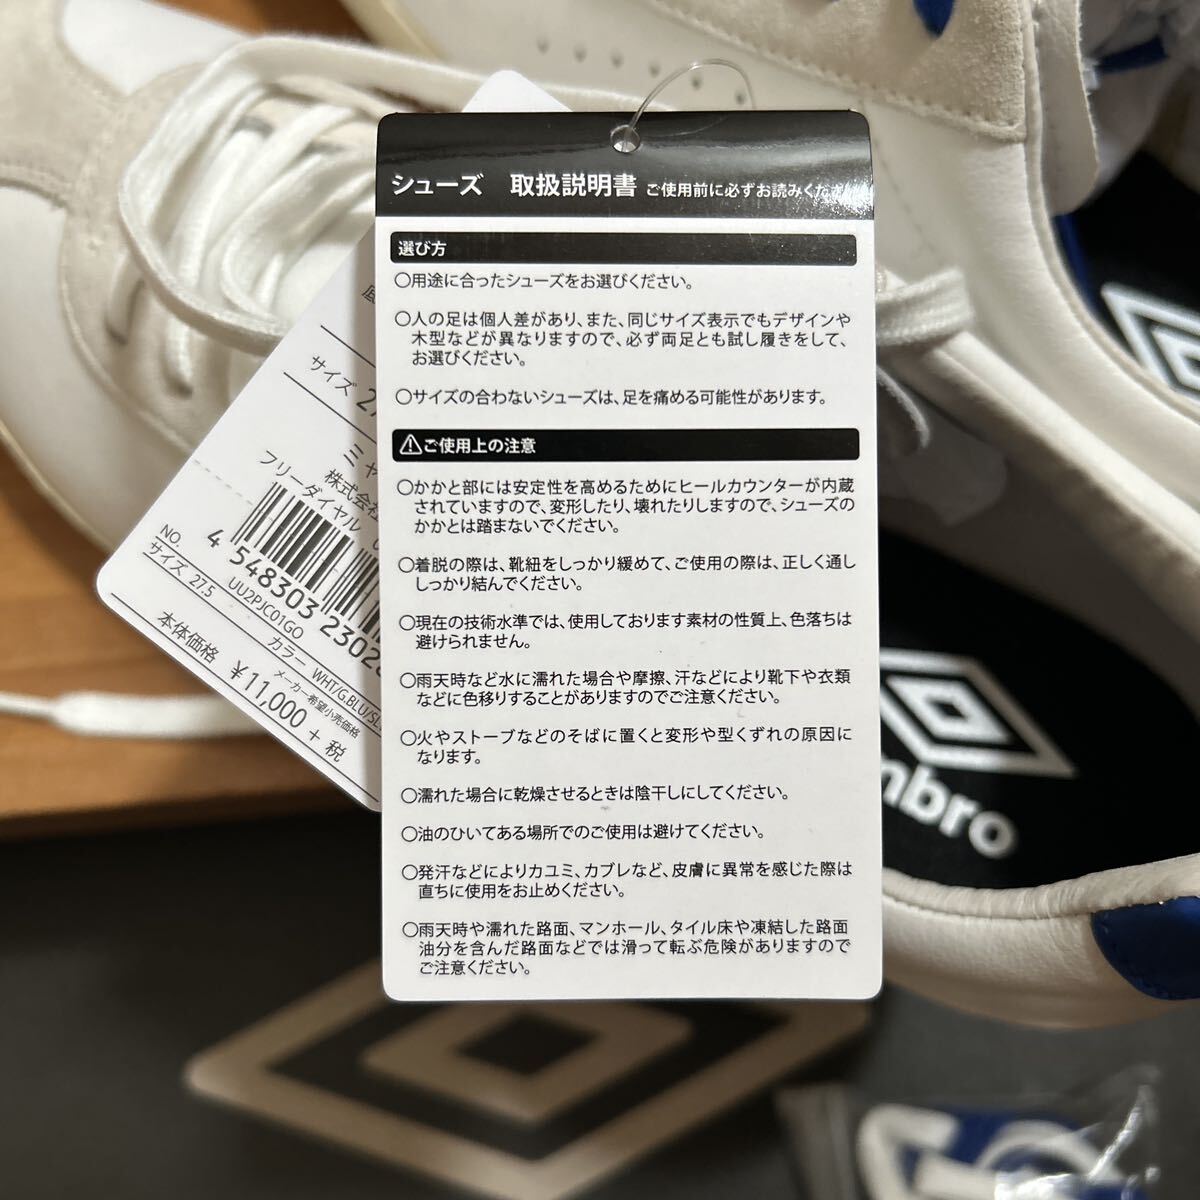 シューズ 取扱説明書 ご使用前に必ずお読みくださ
選び方
○用途に合ったシューズをお選びください。
○人の足は個人差があり、また、同じサイズ表示でもデザインや
木型などが異なりますので、必ず両足とも試し履きをして、
お選びください。
○サイズの合わないシューズは、足を痛める可能性があります。
⚠ご使用上の注意
○かかと部には安定性を高めるためにヒールカウンターが内蔵
されていますので、変形したり、壊れたりしますので、シューズの
かかとは踏まないでください。
○着脱の際は、靴紐をしっかり緩めて、ご使用の際は、正しく通し
しっかり結んでください。
○現在の技術水準では、使用しております素材の性質上、色落ちは
避けられません。
○雨天時など水に濡れた場合や摩擦、汗などにより靴下や衣類
などに色移りすることがありますのでご注意ください。
○火やストーブなどのそばに置くと変形や型くずれの原因に
なります。
○濡れた場合に乾燥させるときは陰干しにしてください。
○油のひいてある場所でのご使用は避けてください。
○発汗などによりカユミ、カブレなど、皮膚に異常を感じた際は
直ちに使用をお止めください。
○雨天時や濡れた路面、マンホール、タイル床や凍結した路面
油分を含んだ路面などでは滑って転ぶ危険がありますので
ご注意ください。
サイズ 27
ミャ
株式会社
フリーダイヤル
4 548303 23028
NO. UU2PJC01GO
サイズ 27.5 カラー WHT/G.BLU/SL
メーカー希望小売価格
本体価格 ¥11,000 + 税
mbro